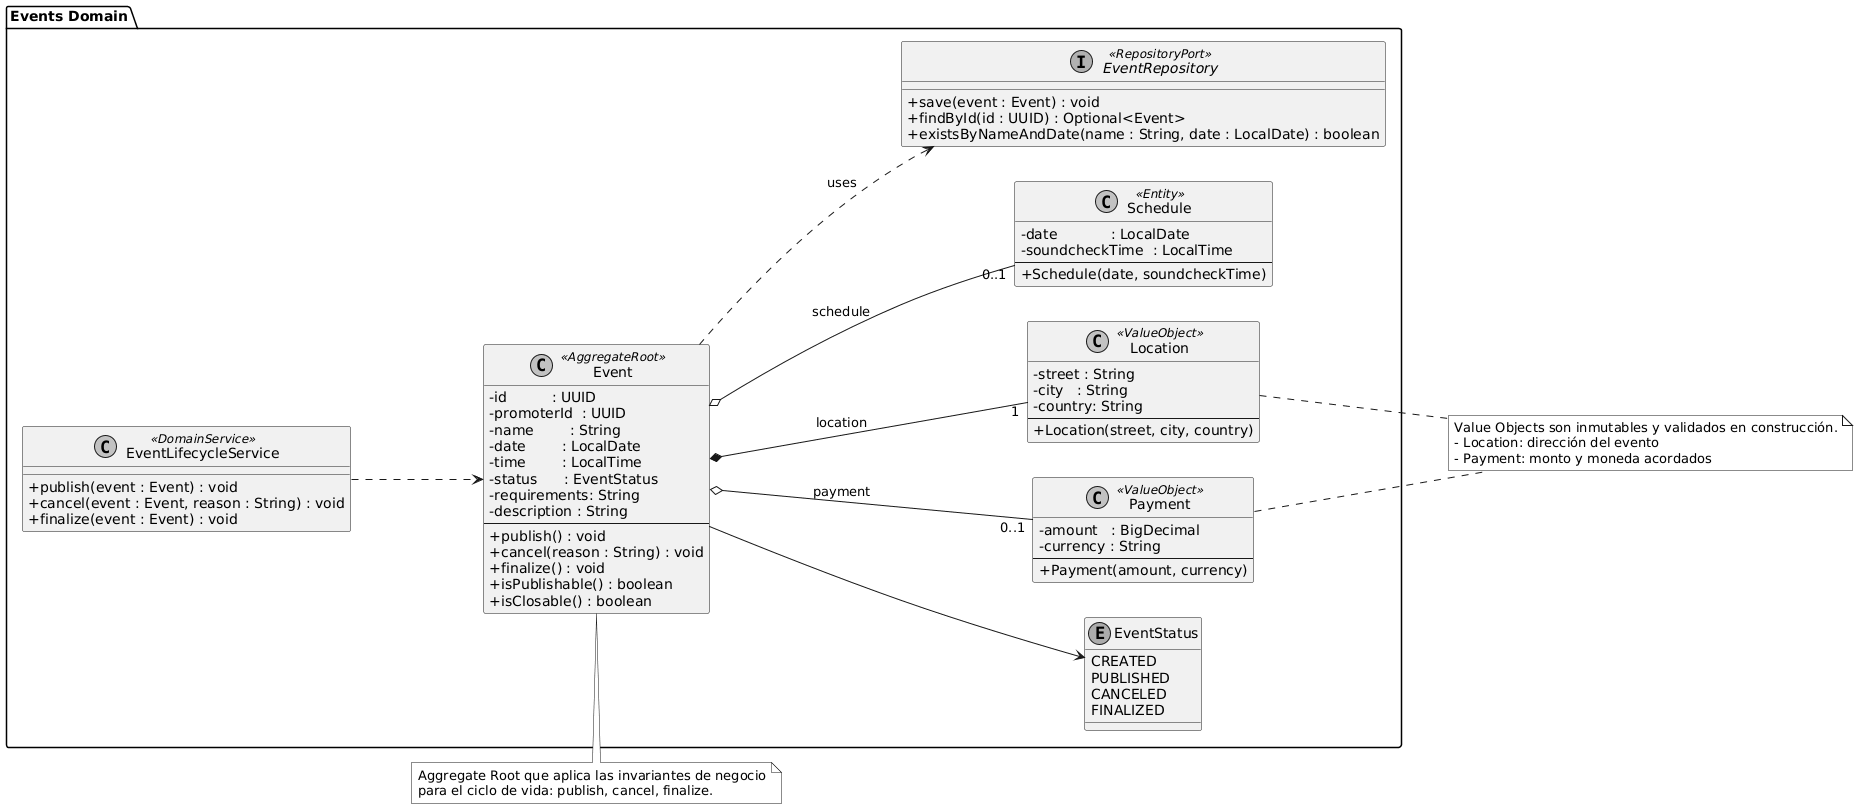 Events Domain
«RepositoryPort»
I
EventRepository
+save(event : Event) : void
+findById(id : UUID) : Optional<Event>
+existsByNameAndDate(name : String, date : LocalDate) : boolean
uses
«Entity»
C
Schedule
-date : LocalDate
-soundcheckTime : LocalTime
+Schedule(date, soundcheckTime)
0..1
schedule
«ValueObject»
C
Location
-street : String
-city : String
-country: String
+Location(street, city, country)
1
location
«AggregateRoot»
C
Event
-id : UUID
-promoterId : UUID
-name : String
-date : LocalDate
-time : LocalTime
-status : EventStatus
-requirements: String
-description : String
+publish() : void
+cancel(reason : String) : void
+finalize() : void
+isPublishable() : boolean
+isClosable() : boolean
«DomainService»
C
EventLifecycleService
+publish(event : Event) : void
+cancel(event : Event, reason : String) : void
+finalize(event : Event) : void
Value Objects son inmutables y validados en construcción.
- Location: dirección del evento
- Payment: monto y moneda acordados
payment
0..1
«ValueObject»
C
Payment
-amount : BigDecimal
-currency : String
+Payment(amount, currency)
E
EventStatus
CREATED
PUBLISHED
CANCELED
FINALIZED
Aggregate Root que aplica las invariantes de negocio
para el ciclo de vida: publish, cancel, finalize.